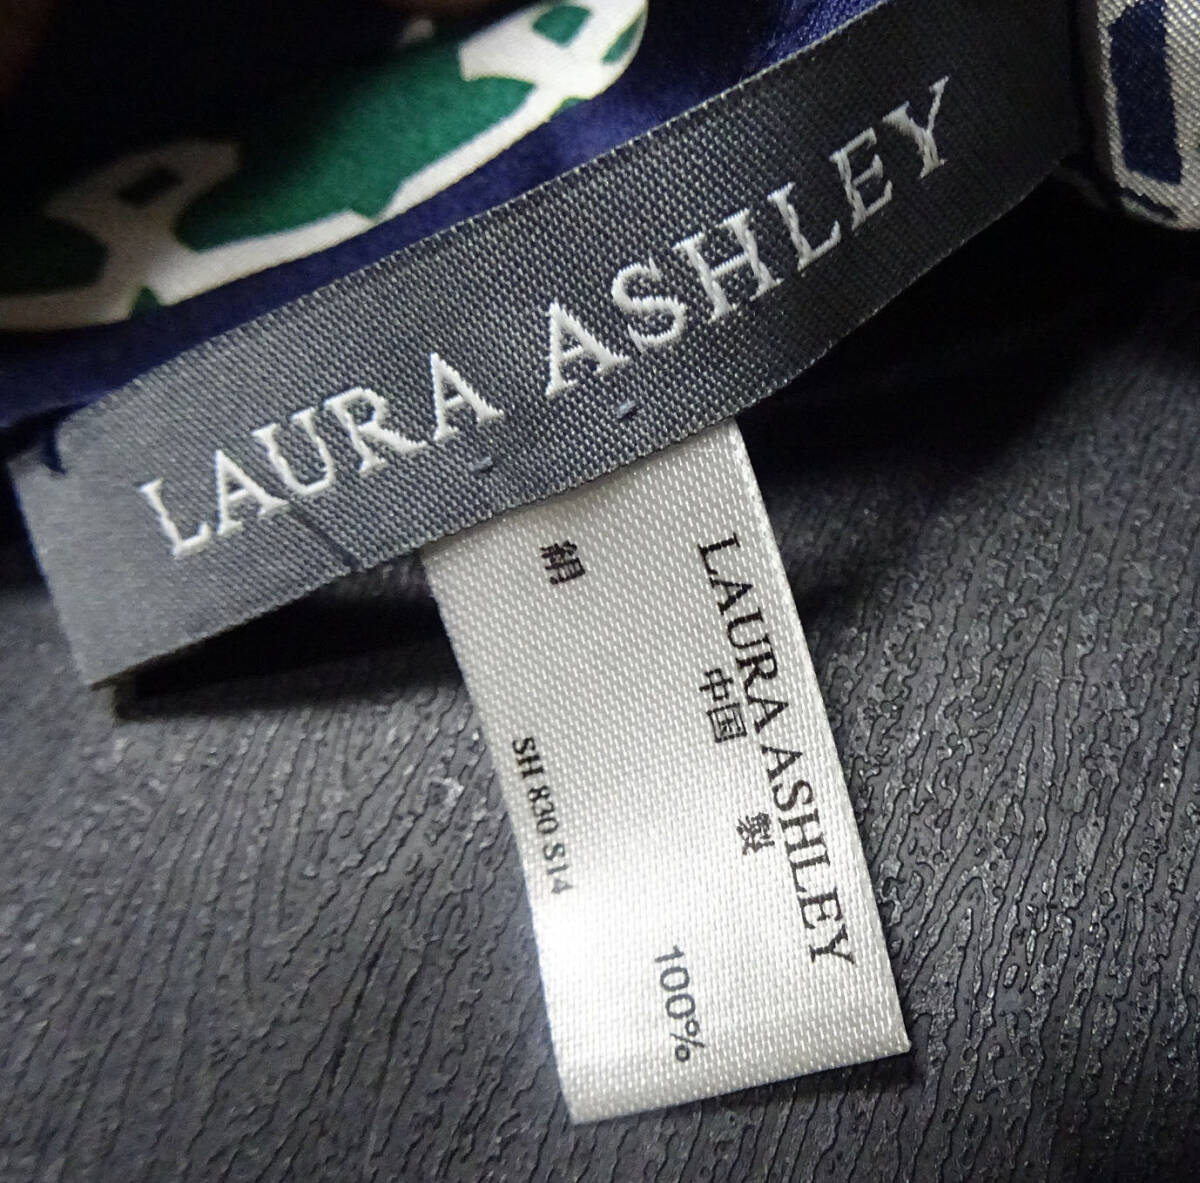 LAURA ASHLEY
LAURA ASHLEY
中国 製
絹 100%
SH 830 S14